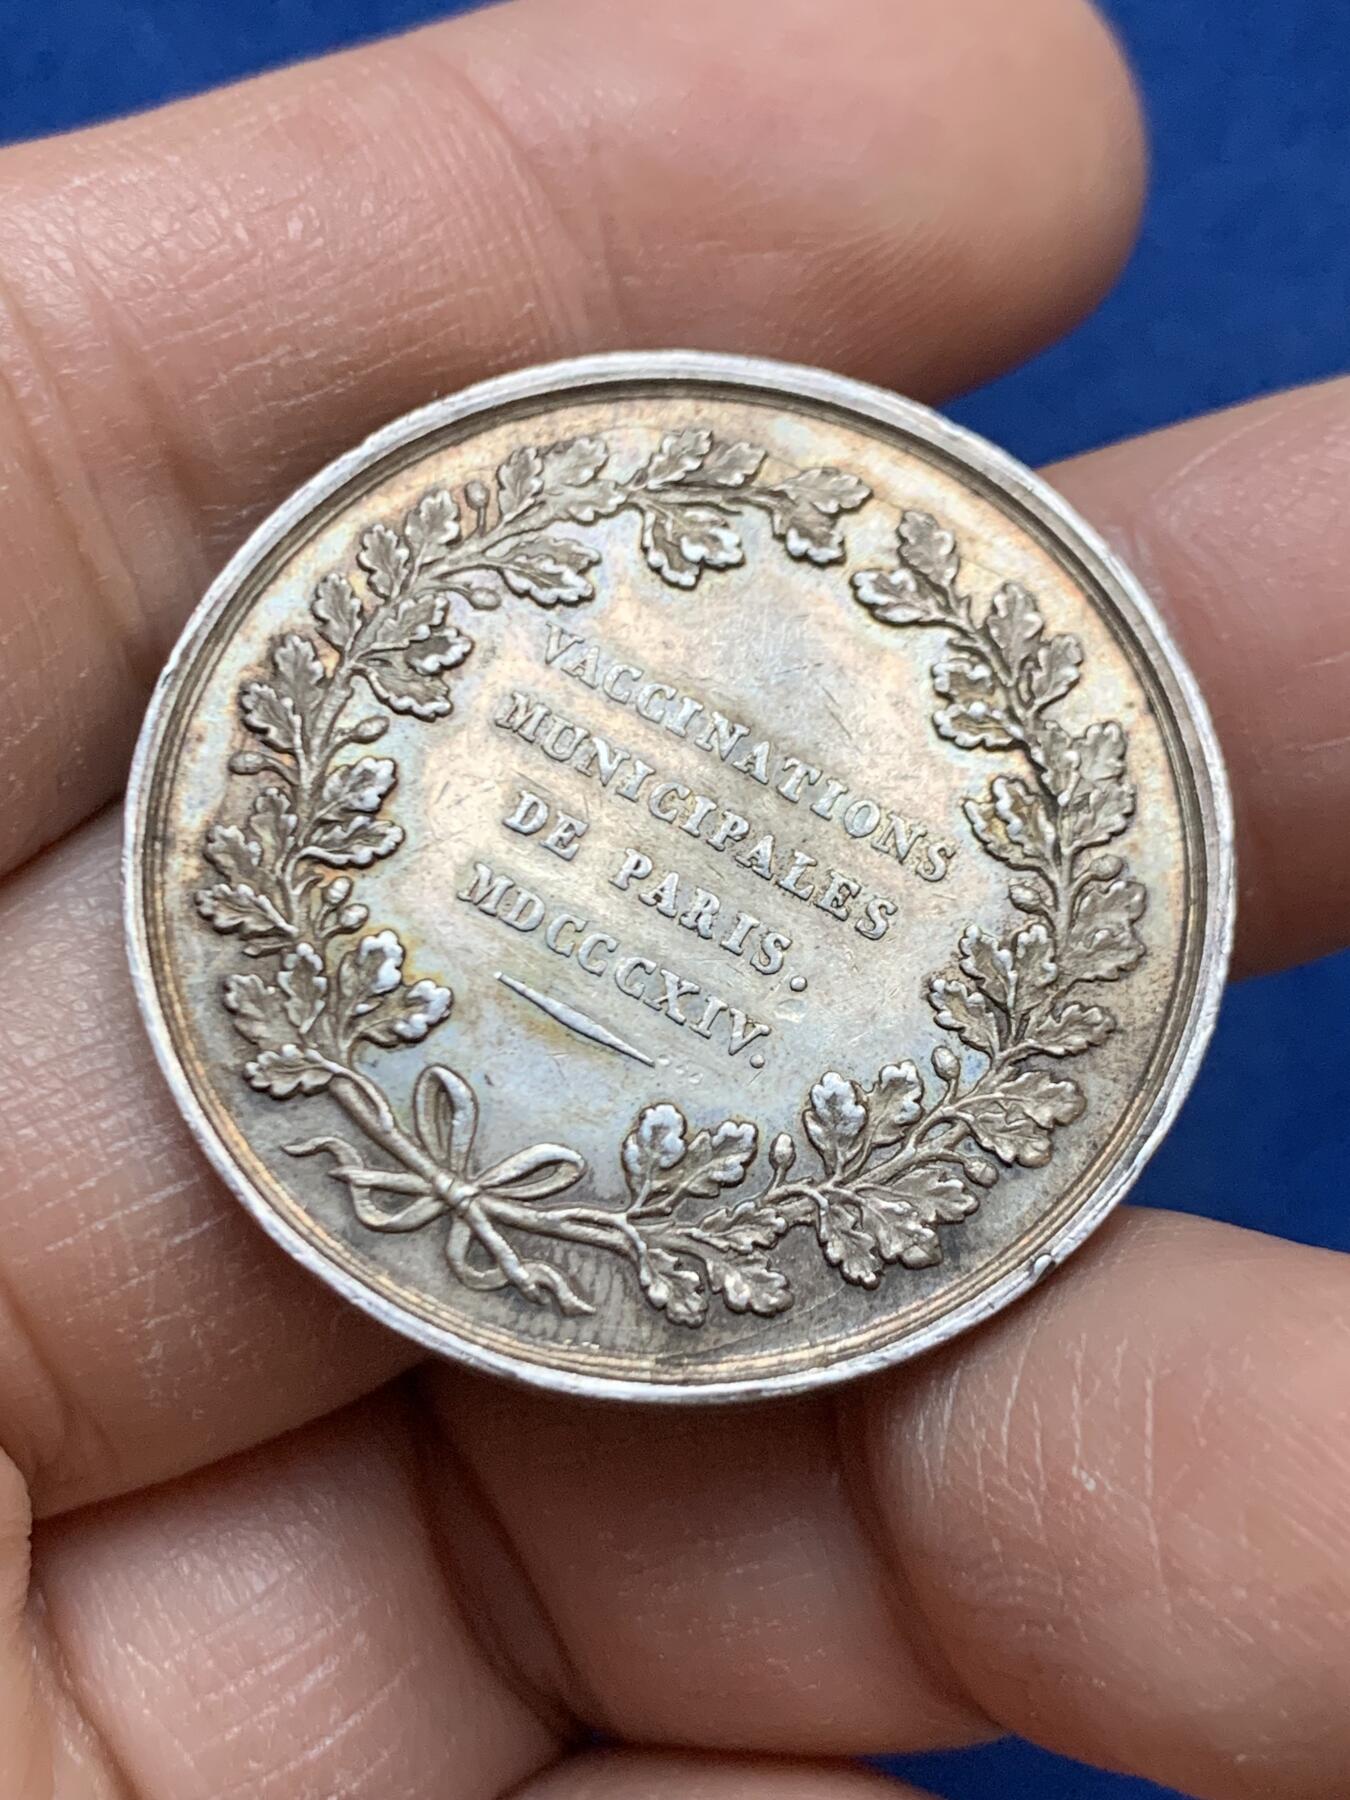 VACCINATIONS
MUNICIPALES
DE PARIS.
MDCCCXIV.